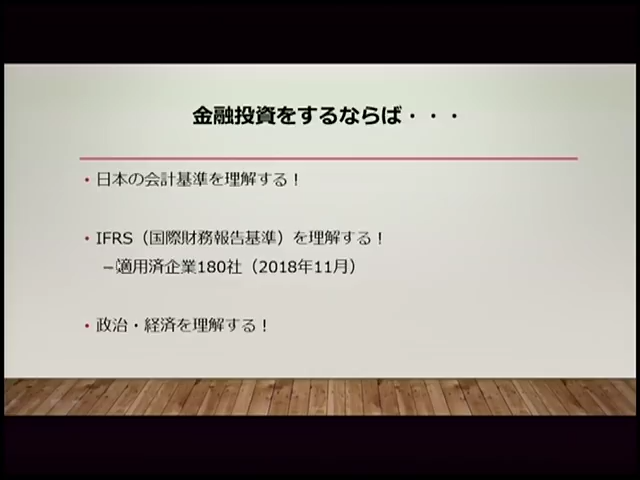 金融投資をするならば・・・
・日本の会計基準を理解する！
・IFRS（国際財務報告基準）を理解する！
－適用済企業180社（2018年11月）
・政治・経済を理解する！